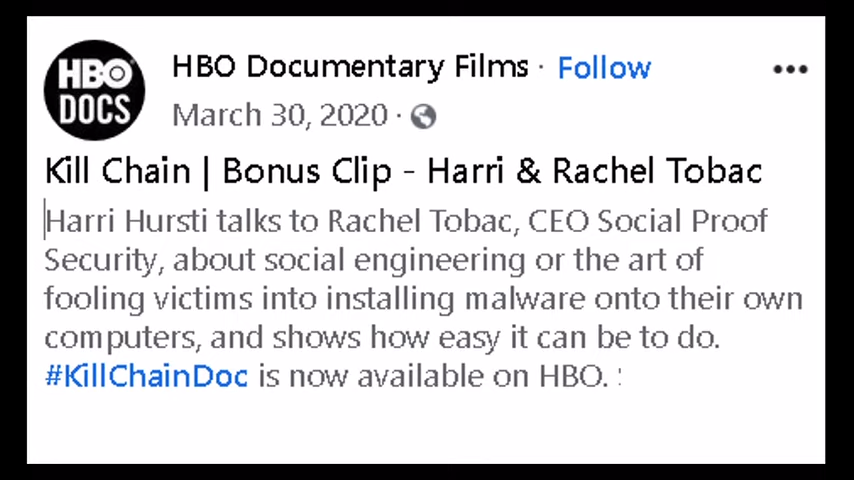 HBO
DOCS
HBO Documentary Films · Follow
March 30, 2020 ·
Kill Chain | Bonus Clip - Harri & Rachel Tobac
Harri Hursti talks to Rachel Tobac, CEO Social Proof
Security, about social engineering or the art of
fooling victims into installing malware onto their own
computers, and shows how easy it can be to do.
#KillChainDoc is now available on HBO. :